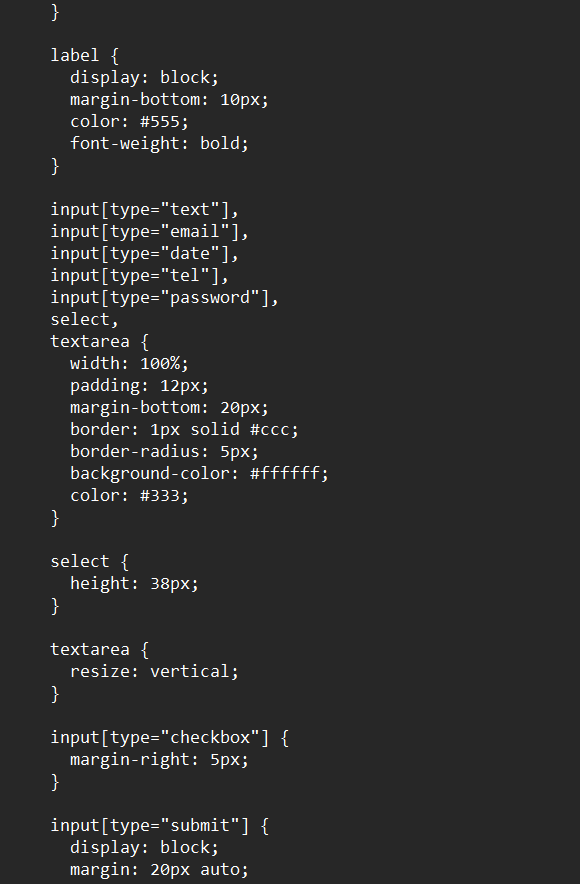 }

label {
  display: block;
  margin-bottom: 10px;
  color: #555;
  font-weight: bold;
}

input[type="text"],
input[type="email"],
input[type="date"],
input[type="tel"],
input[type="password"],
select,
textarea {
  width: 100%;
  padding: 12px;
  margin-bottom: 20px;
  border: 1px solid #ccc;
  border-radius: 5px;
  background-color: #ffffff;
  color: #333;
}

select {
  height: 38px;
}

textarea {
  resize: vertical;
}

input[type="checkbox"] {
  margin-right: 5px;
}

input[type="submit"] {
  display: block;
  margin: 20px auto;